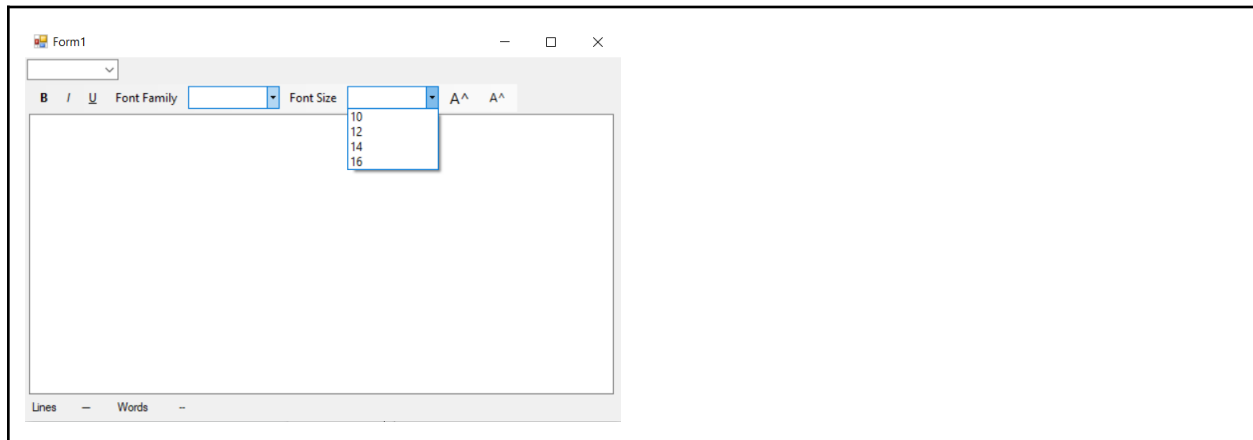 Form1
B I U Font Family Font Size A^ A^
10
12
14
16
Lines – Words –